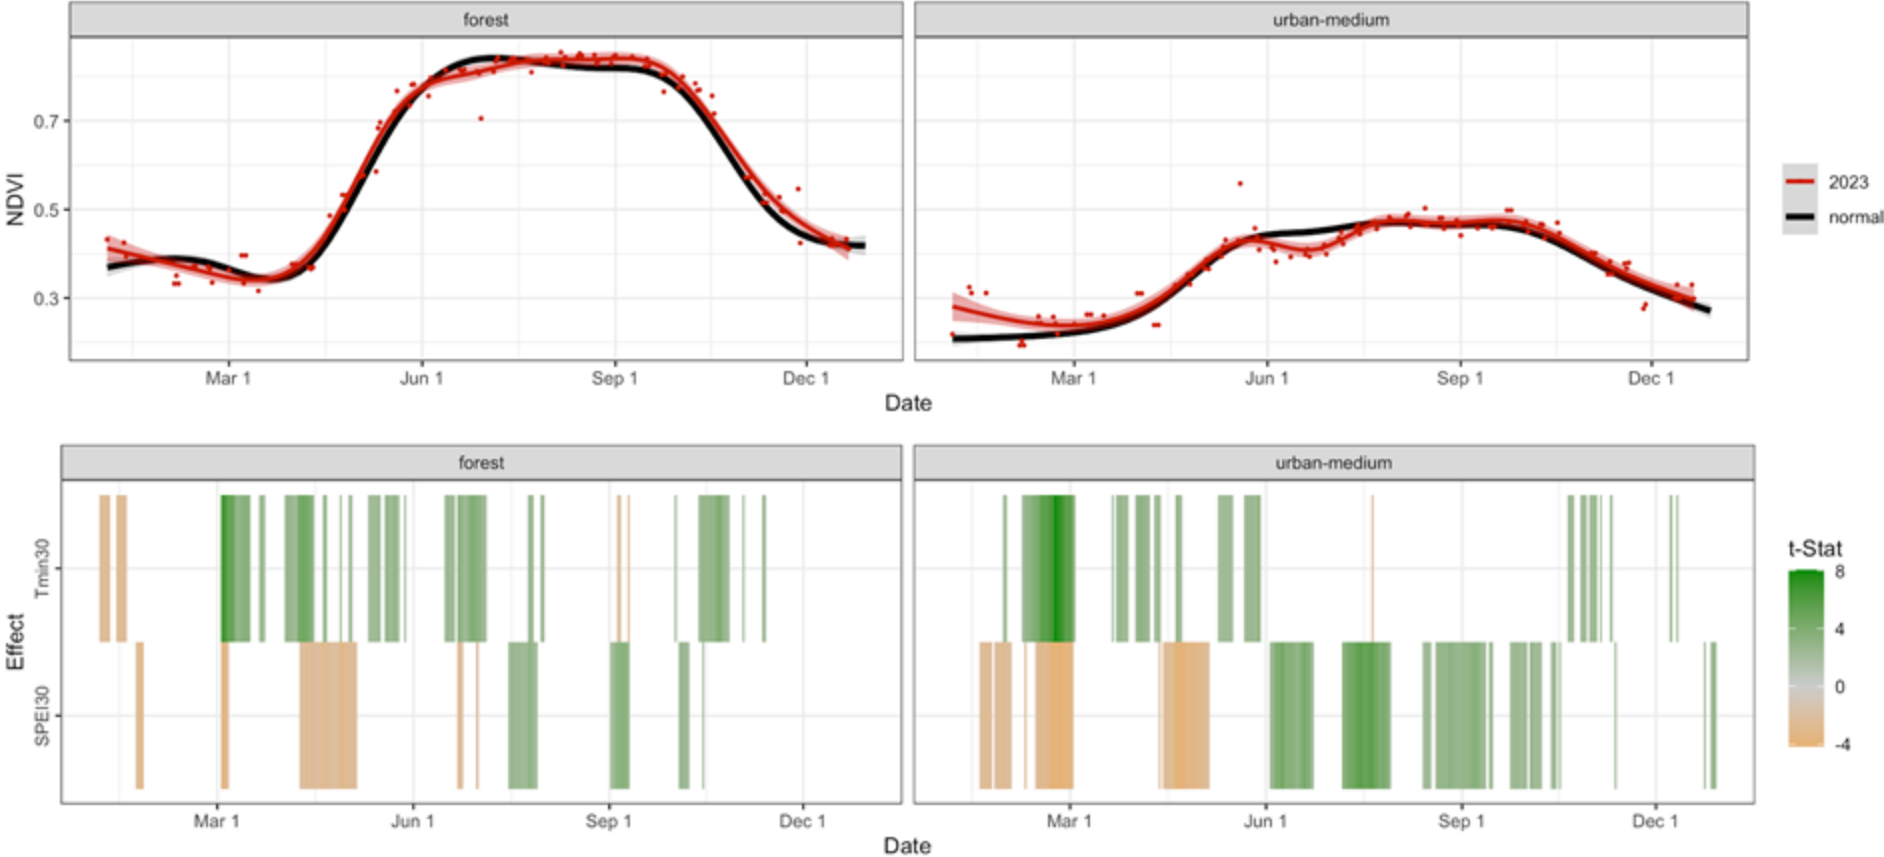 forest
urban-medium
NDVI
0.7
0.5
0.3
2023
normal
Mar 1
Jun 1
Sep 1
Dec 1
Mar 1
Jun 1
Sep 1
Dec 1
Date
forest
urban-medium
Effect
Tmin30
SPEI30
t-Stat
8
4
0
-4
Mar 1
Jun 1
Sep 1
Dec 1
Mar 1
Jun 1
Sep 1
Dec 1
Date